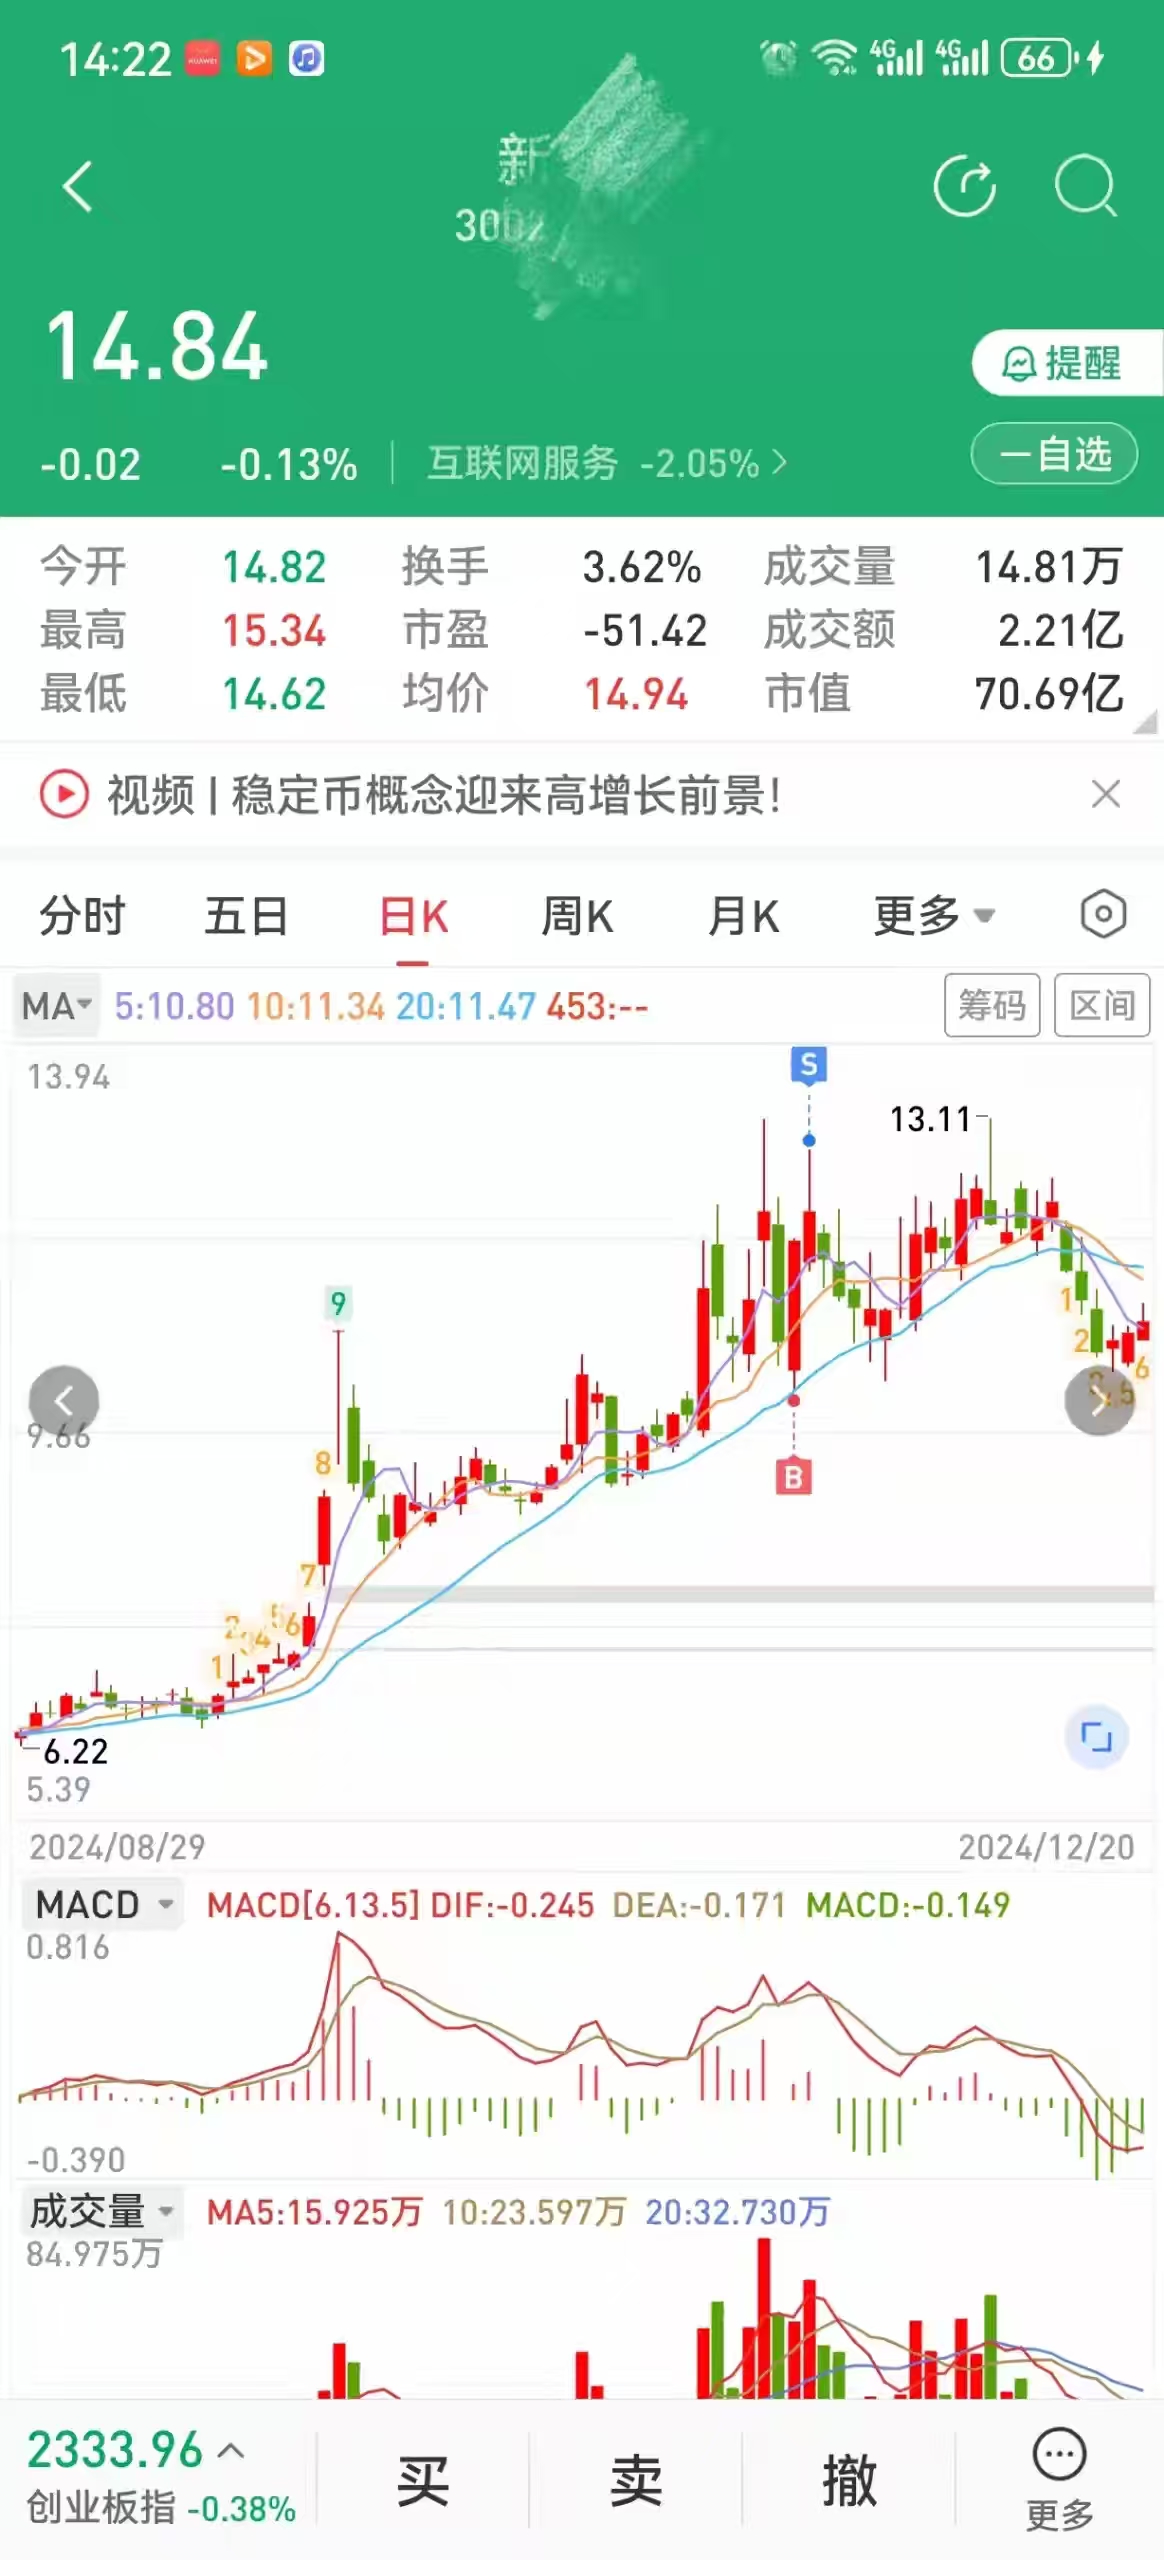 14:22 HUAWEI 4G 4G 66
新
300
14.84
提醒
-0.02 -0.13% 互联网服务 -2.05%
一自选
今开 14.82 换手 3.62% 成交量 14.81万
最高 15.34 市盈 -51.42 成交额 2.21亿
最低 14.62 均价 14.94 市值 70.69亿
视频 | 稳定币概念迎来高增长前景!
分时 五日 日K 周K 月K 更多
MA 5:10.80 10:11.34 20:11.47 453:-- 筹码 区间
13.94
S
13.11
9
1
2
6
5
9.66
8
B
7
2 5 6
3 4
1
6.22
5.39
2024/08/29 2024/12/20
MACD MACD[6.13.5] DIF:-0.245 DEA:-0.171 MACD:-0.149
0.816
-0.390
成交量 MA5:15.925万 10:23.597万 20:32.730万
84.975万
2333.96
创业板指 -0.38%
买 卖 撤 更多